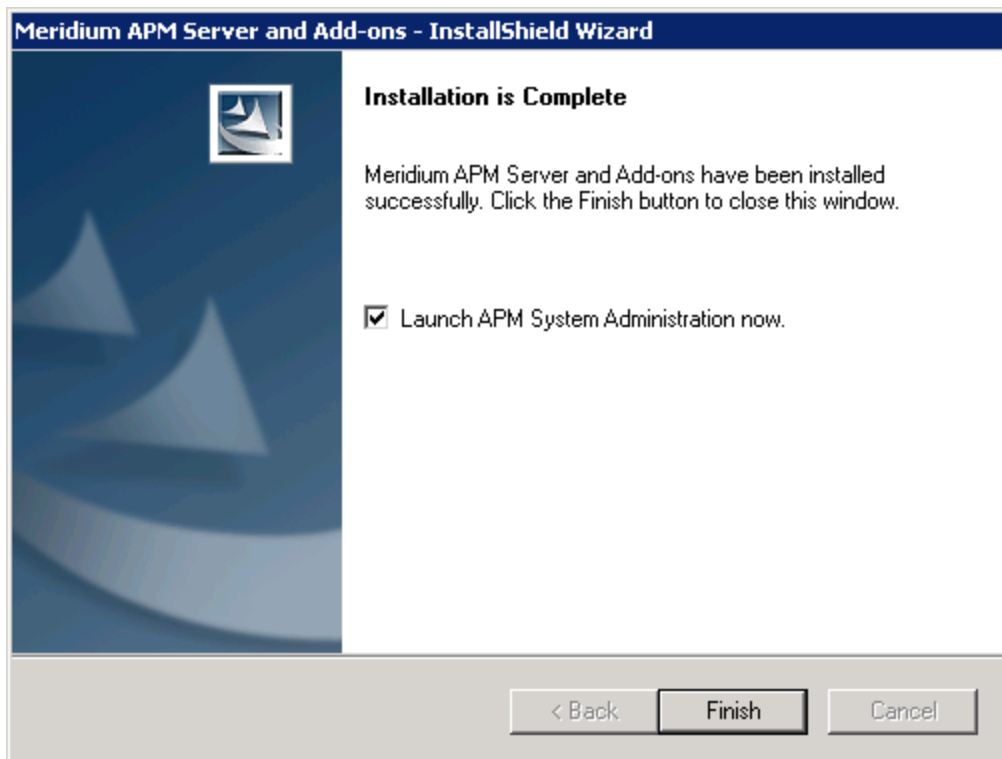 Meridium APM Server and Add-ons - InstallShield Wizard
Installation is Complete
Meridium APM Server and Add-ons have been installed
successfully. Click the Finish button to close this window.
Launch APM System Administration now.
< Back
Finish
Cancel